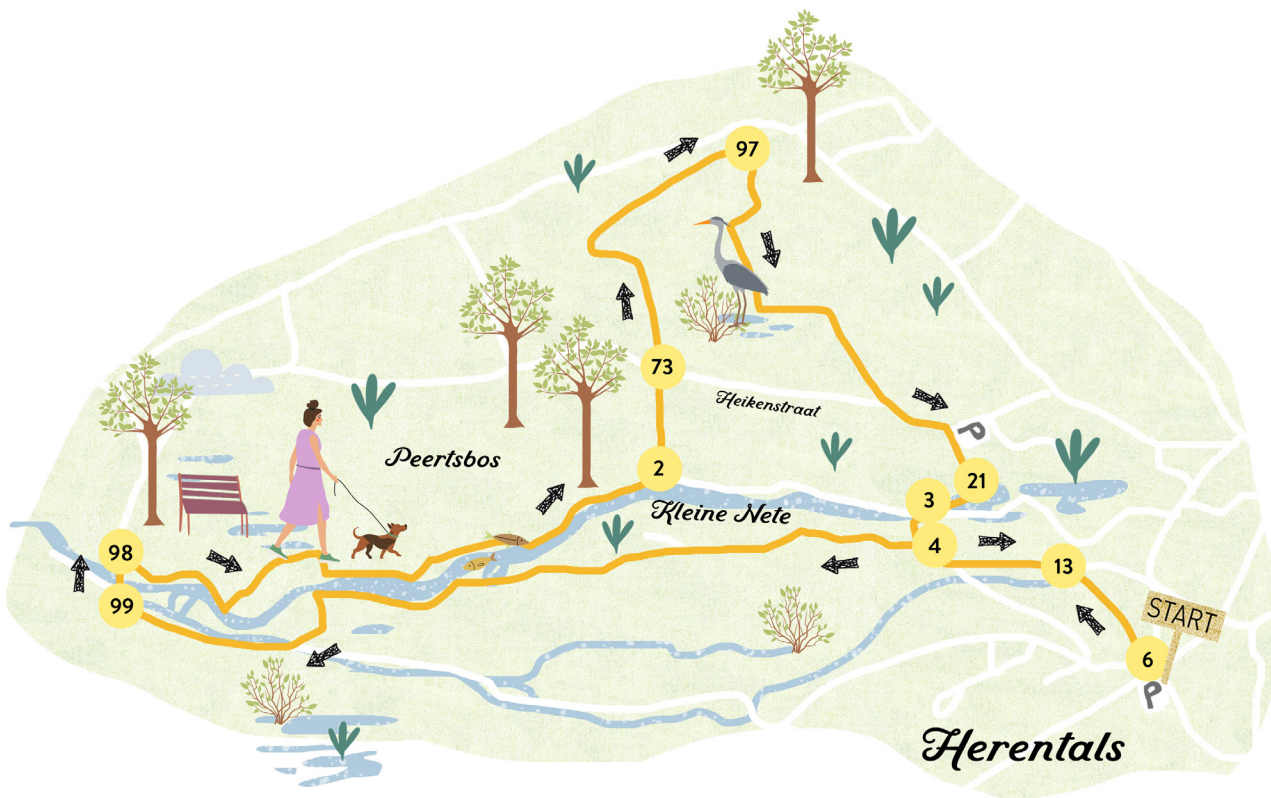 97
73
Heikenstraat
P
Peertsbos
2
21
3
Kleine Nete
4
98
13
99
START
6
P
Herentals